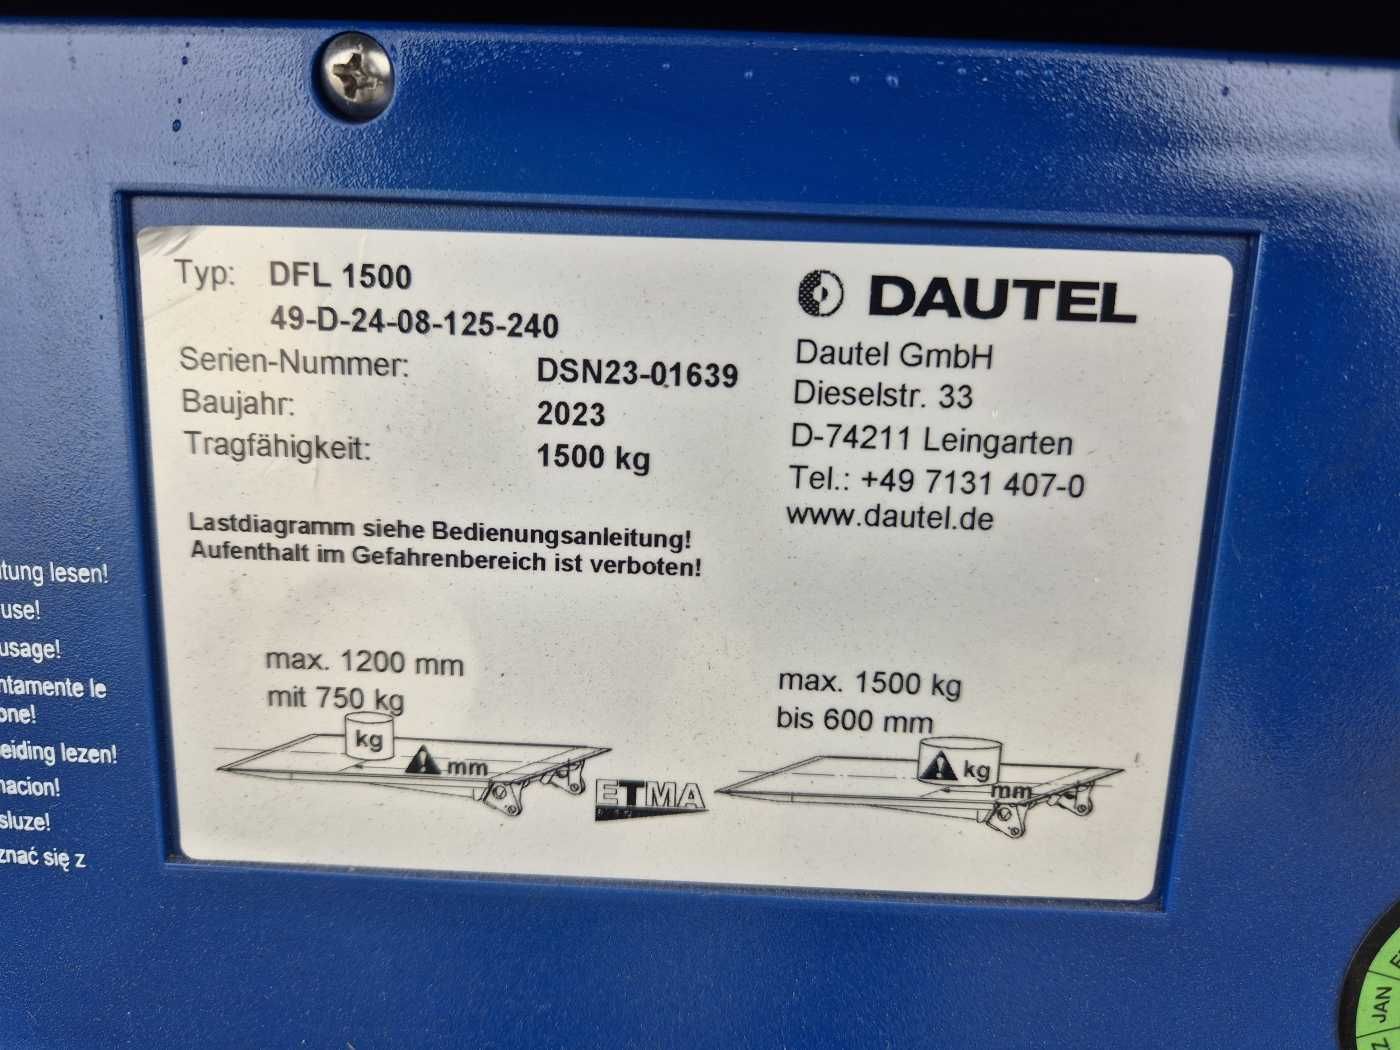 Typ: DFL 1500
49-D-24-08-125-240
Serien-Nummer: DSN23-01639
Baujahr: 2023
Tragfähigkeit: 1500 kg
Lastdiagramm siehe Bedienungsanleitung!
Aufenthalt im Gefahrenbereich ist verboten!
DAUTEL
Dautel GmbH
Dieselstr. 33
D-74211 Leingarten
Tel.: +49 7131 407-0
www.dautel.de
max. 1200 mm
mit 750 kg
kg
mm
ETMA
max. 1500 kg
bis 600 mm
kg
mm
tung lesen!
use!
usage!
ntamente le
one!
eiding lezen!
nacion!
sluze!
znać się z
JAN